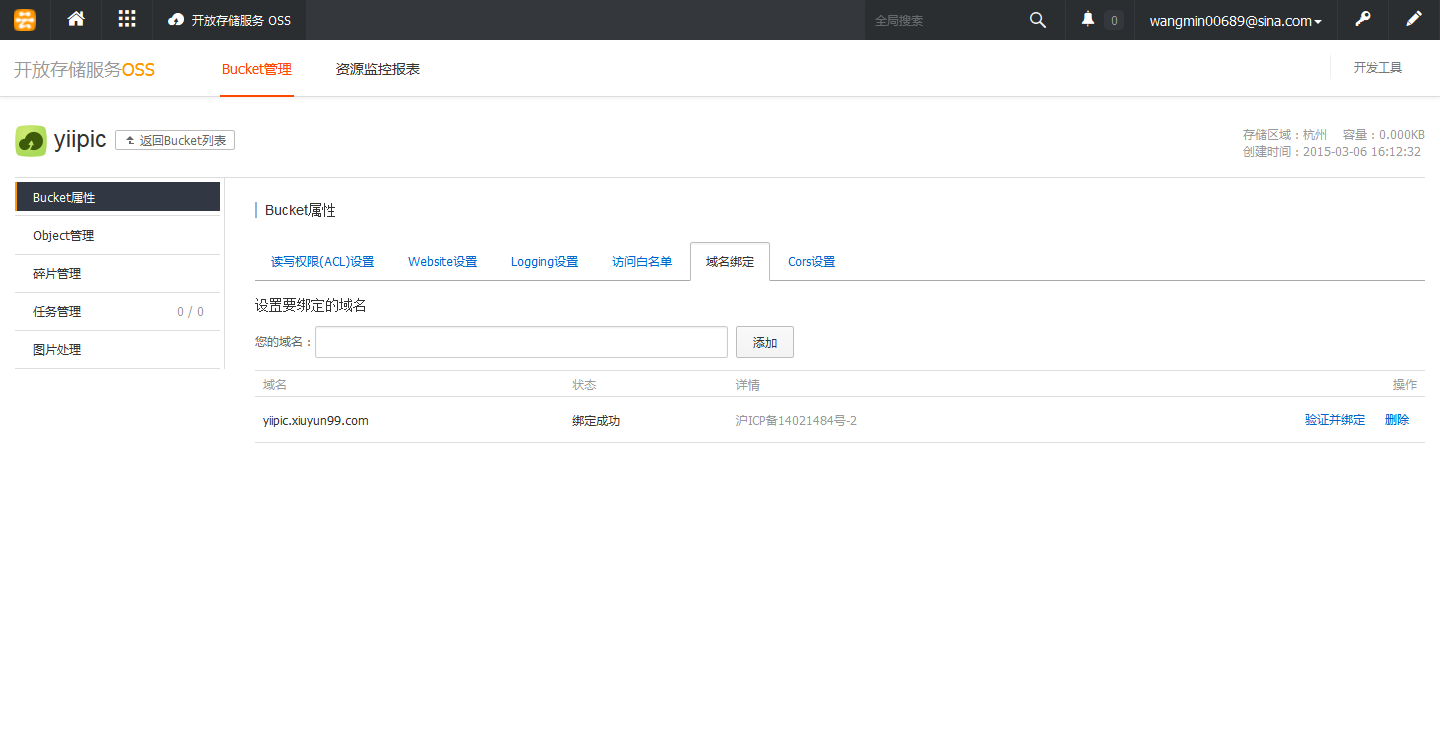 开放存储服务 OSS 全局搜索 0 wangmin00689@sina.com
开放存储服务OSS Bucket管理 资源监控报表 开发工具
yiipic 返回Bucket列表
存储区域：杭州 容量：0.000KB
创建时间：2015-03-06 16:12:32
Bucket属性
Object管理
碎片管理
任务管理 0 / 0
图片处理
Bucket属性
读写权限(ACL)设置 Website设置 Logging设置 访问白名单 域名绑定 Cors设置
设置要绑定的域名
您的域名： 添加
域名 状态 详情 操作
yiipic.xiuyun99.com 绑定成功 沪ICP备14021484号-2 验证并绑定 删除